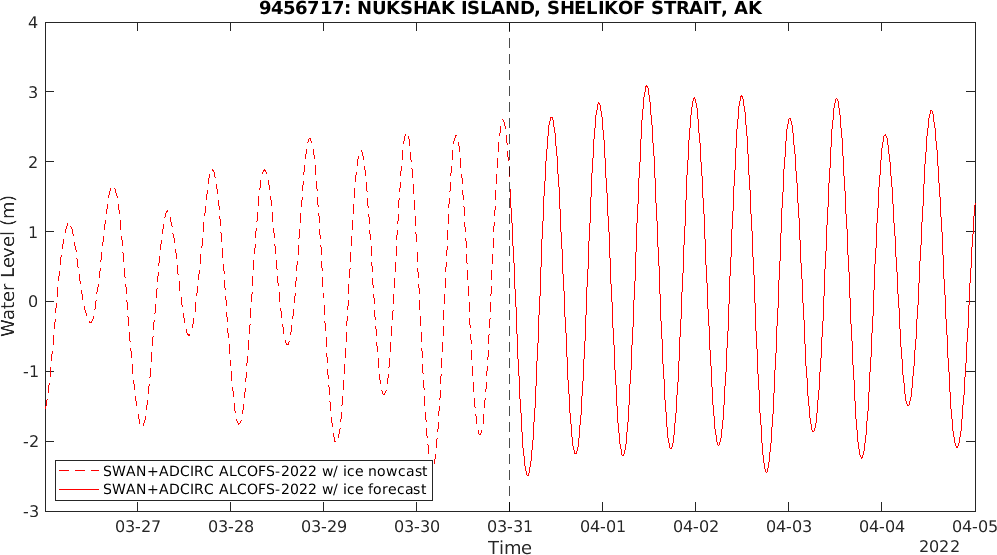 9456717: NUKSHAK ISLAND, SHELIKOF STRAIT, AK
4
3
2
1
0
-1
-2
-3
Water Level (m)
SWAN+ADCIRC ALCOFS-2022 w/ ice nowcast
SWAN+ADCIRC ALCOFS-2022 w/ ice forecast
03-27 03-28 03-29 03-30 03-31 04-01 04-02 04-03 04-04 04-05
Time
2022